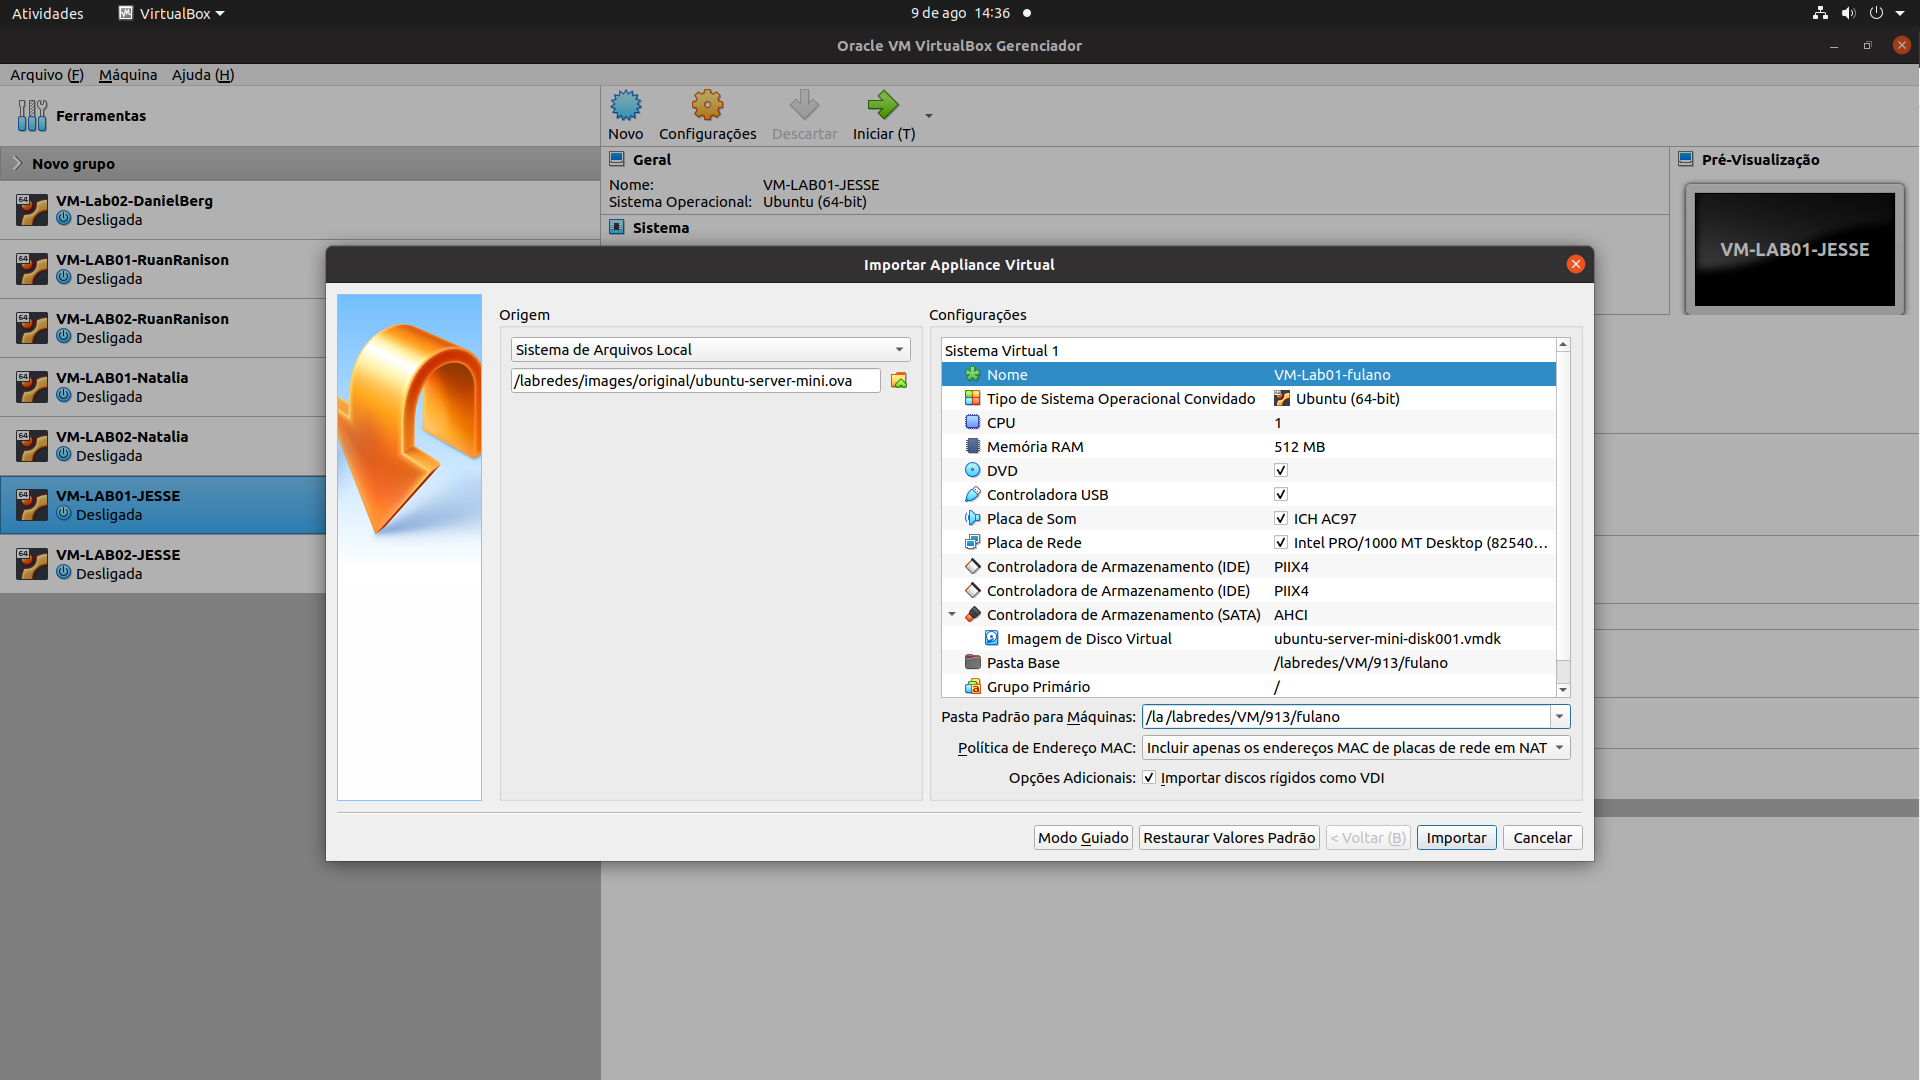 Atividades VirtualBox 9 de ago 14:36
Oracle VM VirtualBox Gerenciador
Arquivo (F) Máquina Ajuda (H)
Ferramentas
Novo Configurações Descartar Iniciar (T)
Novo grupo
VM-Lab02-DanielBerg
Desligada
VM-LAB01-RuanRanison
Desligada
VM-LAB02-RuanRanison
Desligada
VM-LAB01-Natalia
Desligada
VM-LAB02-Natalia
Desligada
VM-LAB01-JESSE
Desligada
VM-LAB02-JESSE
Desligada
Geral
Nome: VM-LAB01-JESSE
Sistema Operacional: Ubuntu (64-bit)
Sistema
Pré-Visualização
VM-LAB01-JESSE
Importar Appliance Virtual
Origem
Sistema de Arquivos Local
/labredes/images/original/ubuntu-server-mini.ova
Configurações
Sistema Virtual 1
Nome VM-Lab01-fulano
Tipo de Sistema Operacional Convidado Ubuntu (64-bit)
CPU 1
Memória RAM 512 MB
DVD
Controladora USB
Placa de Som ICH AC97
Placa de Rede Intel PRO/1000 MT Desktop (82540...
Controladora de Armazenamento (IDE) PIIX4
Controladora de Armazenamento (IDE) PIIX4
Controladora de Armazenamento (SATA) AHCI
Imagem de Disco Virtual ubuntu-server-mini-disk001.vmdk
Pasta Base /labredes/VM/913/fulano
Grupo Primário /
Pasta Padrão para Máquinas: /la /labredes/VM/913/fulano
Política de Endereço MAC: Incluir apenas os endereços MAC de placas de rede em NAT
Opções Adicionais: Importar discos rígidos como VDI
Modo Guiado Restaurar Valores Padrão < Voltar (B) Importar Cancelar